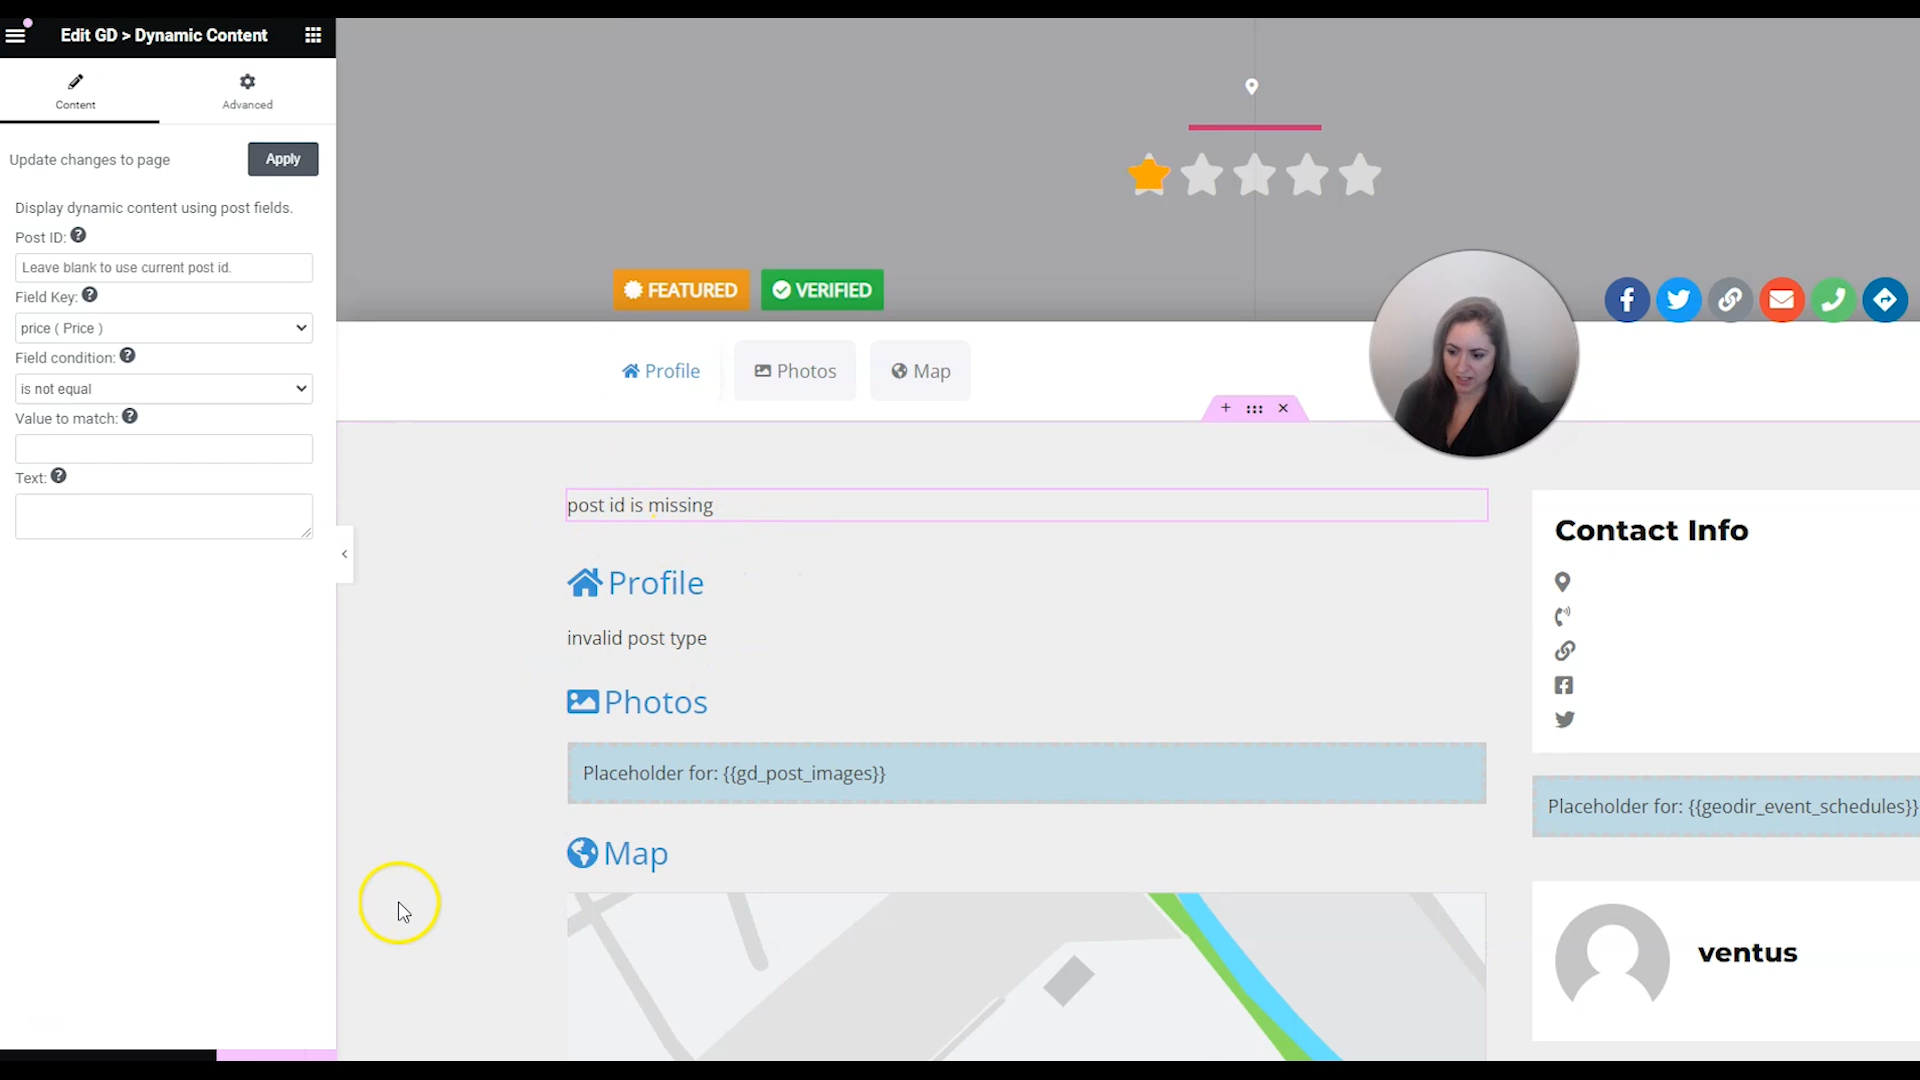 Edit GD > Dynamic Content
Content
Advanced
Update changes to page
Apply
Display dynamic content using post fields.
Post ID:
Leave blank to use current post id.
Field Key:
price ( Price )
Field condition:
is not equal
Value to match:
Text:
FEATURED
VERIFIED
Profile
Photos
Map
post id is missing
Profile
invalid post type
Photos
Placeholder for: {{gd_post_images}}
Map
Contact Info
Placeholder for: {{geodir_event_schedules}}
ventus